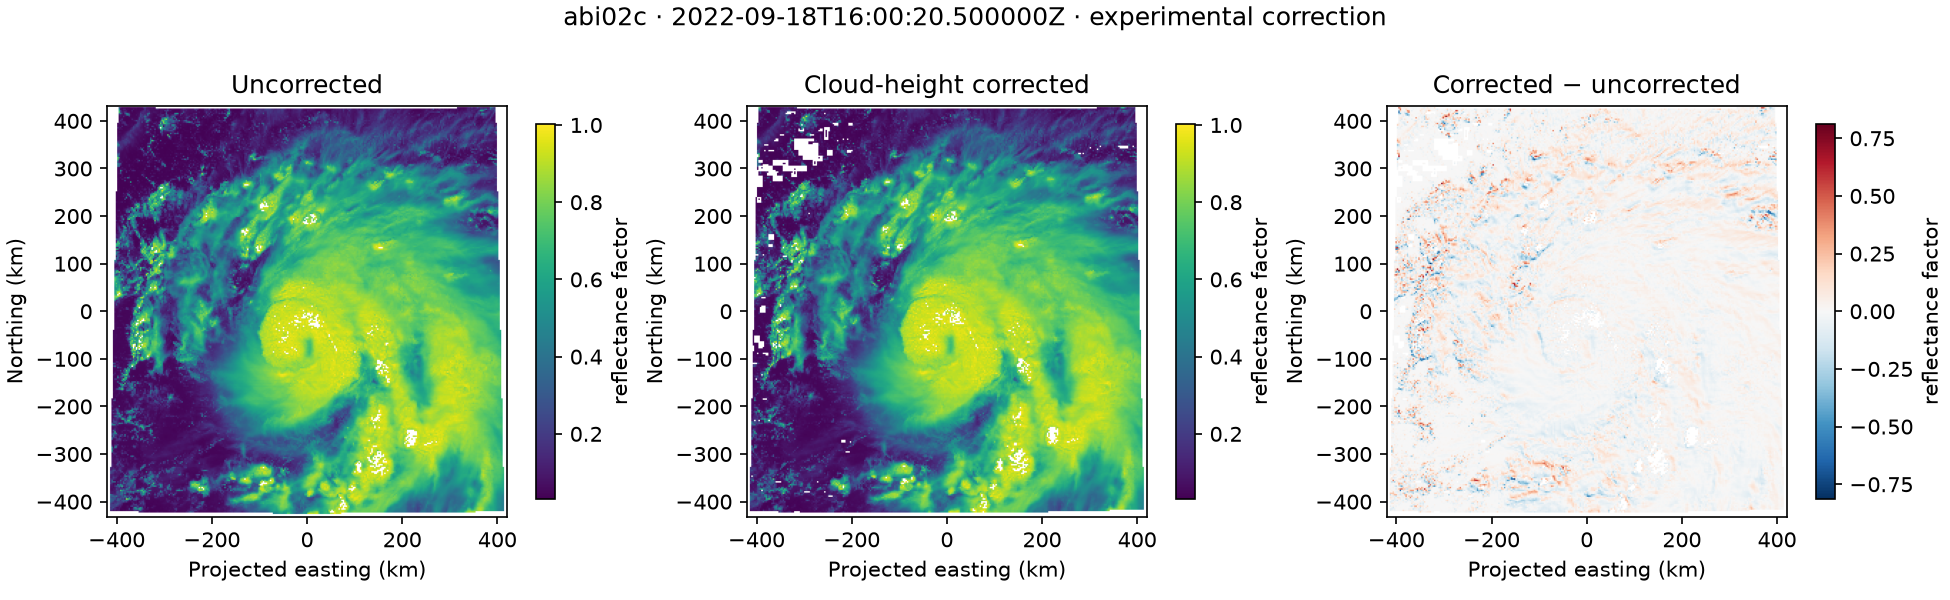 abi02c · 2022-09-18T16:00:20.500000Z · experimental correction
Uncorrected
400
300
200
100
0
−100
−200
−300
−400
Northing (km)
−400 −200 0 200 400
Projected easting (km)
1.0
0.8
0.6
0.4
0.2
reflectance factor
Cloud-height corrected
400
300
200
100
0
−100
−200
−300
−400
Northing (km)
−400 −200 0 200 400
Projected easting (km)
1.0
0.8
0.6
0.4
0.2
reflectance factor
Corrected − uncorrected
400
300
200
100
0
−100
−200
−300
−400
Northing (km)
−400 −200 0 200 400
Projected easting (km)
0.75
0.50
0.25
0.00
−0.25
−0.50
−0.75
reflectance factor